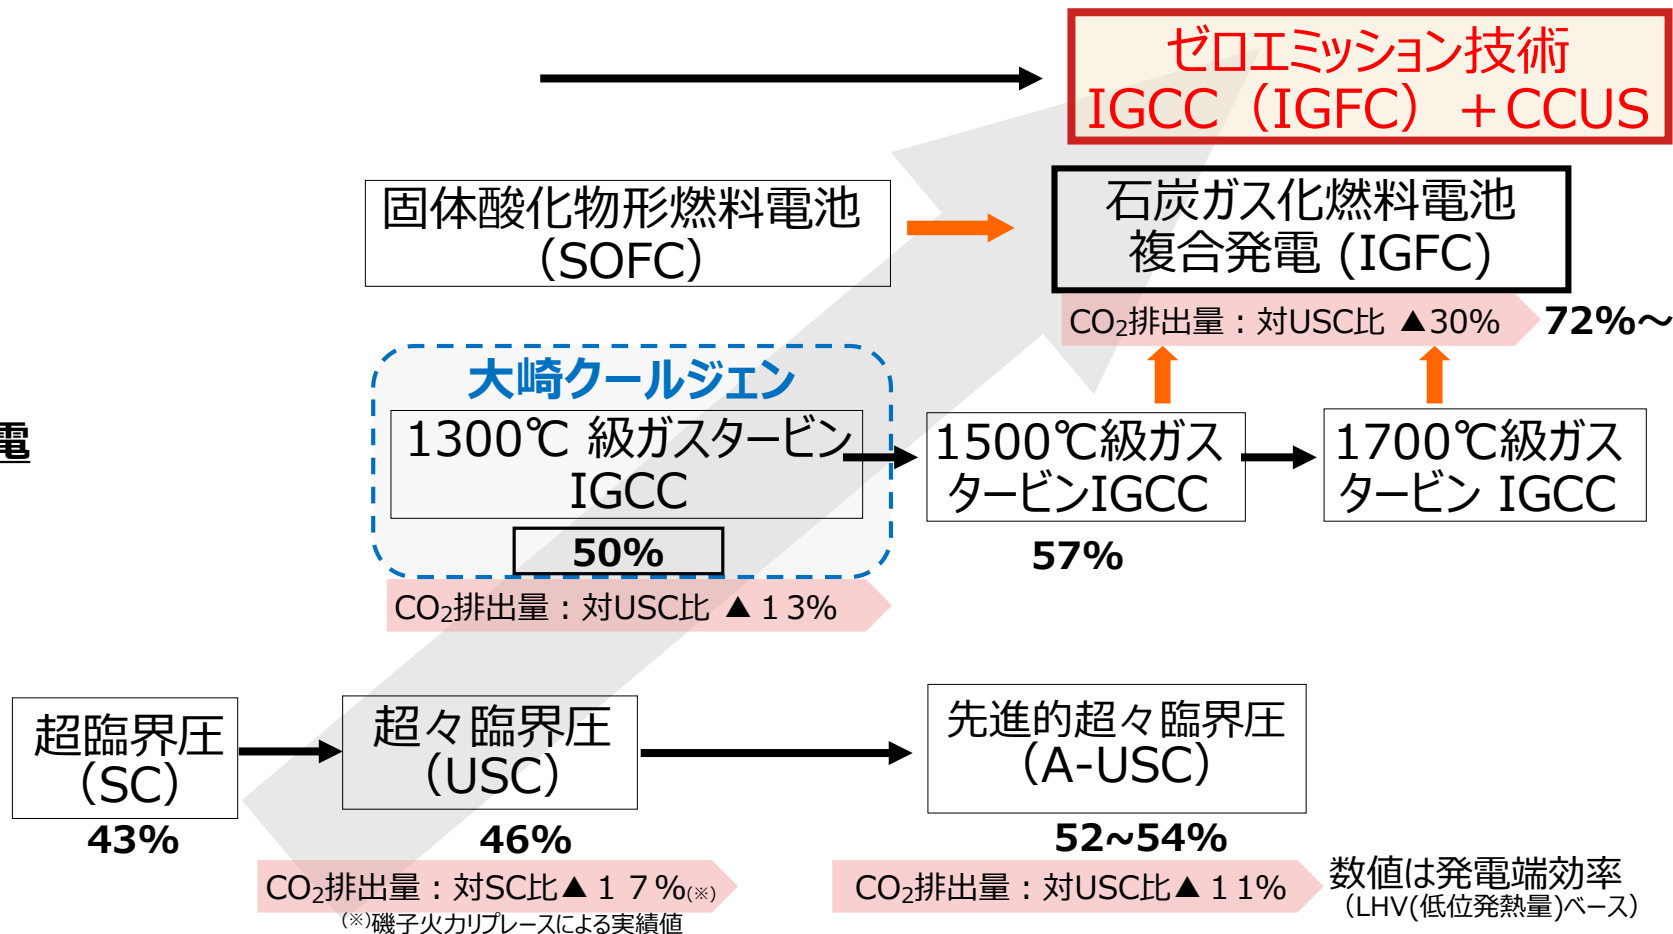 ゼロエミッション技術
IGCC（IGFC）＋CCUS
固体酸化物形燃料電池
（SOFC）
石炭ガス化燃料電池
複合発電 (IGFC)
CO₂排出量：対USC比 ▲30%
72%～
大崎クールジェン
1300℃ 級ガスタービン
IGCC
50%
CO₂排出量：対USC比 ▲１３%
電
1500℃級ガス
タービンIGCC
57%
1700℃級ガス
タービン IGCC
超臨界圧
（SC）
43%
超々臨界圧
（USC）
46%
CO₂排出量：対SC比▲１７%(※)
(※)磯子火力リプレースによる実績値
先進的超々臨界圧
（A-USC）
52~54%
CO₂排出量：対USC比▲１１%
数値は発電端効率
（LHV(低位発熱量)ベース）